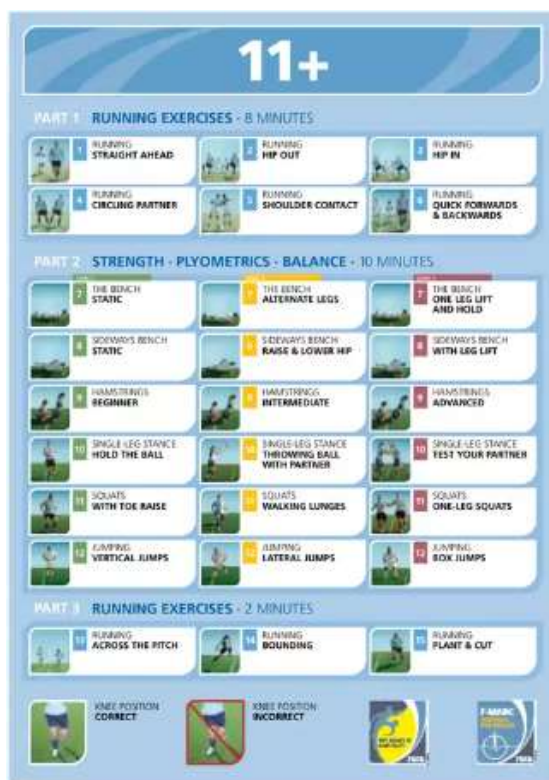 11+
PART 1 RUNNING EXERCISES · 8 MINUTES
1 RUNNING
STRAIGHT AHEAD
2 RUNNING
HIP OUT
3 RUNNING
HIP IN
4 RUNNING
CIRCLING PARTNER
5 RUNNING
SHOULDER CONTACT
6 RUNNING
QUICK FORWARDS
& BACKWARDS
PART 2 STRENGTH · PLYOMETRICS · BALANCE · 10 MINUTES
7 THE BENCH
STATIC
7 THE BENCH
ALTERNATE LEGS
7 THE BENCH
ONE LEG LIFT
AND HOLD
8 SIDEWAYS BENCH
STATIC
8 SIDEWAYS BENCH
RAISE & LOWER HIP
8 SIDEWAYS BENCH
WITH LEG LIFT
9 HAMSTRINGS
BEGINNER
9 HAMSTRINGS
INTERMEDIATE
9 HAMSTRINGS
ADVANCED
10 SINGLE-LEG STANCE
HOLD THE BALL
10 SINGLE-LEG STANCE
THROWING BALL
WITH PARTNER
10 SINGLE-LEG STANCE
TEST YOUR PARTNER
11 SQUATS
WITH TOE RAISE
11 SQUATS
WALKING LUNGES
11 SQUATS
ONE-LEG SQUATS
12 JUMPING
VERTICAL JUMPS
12 JUMPING
LATERAL JUMPS
12 JUMPING
BOX JUMPS
PART 3 RUNNING EXERCISES · 2 MINUTES
13 RUNNING
ACROSS THE PITCH
14 RUNNING
BOUNDING
15 RUNNING
PLANT & CUT
KNEE POSITION
CORRECT
KNEE POSITION
INCORRECT
F-MARC
FIFA